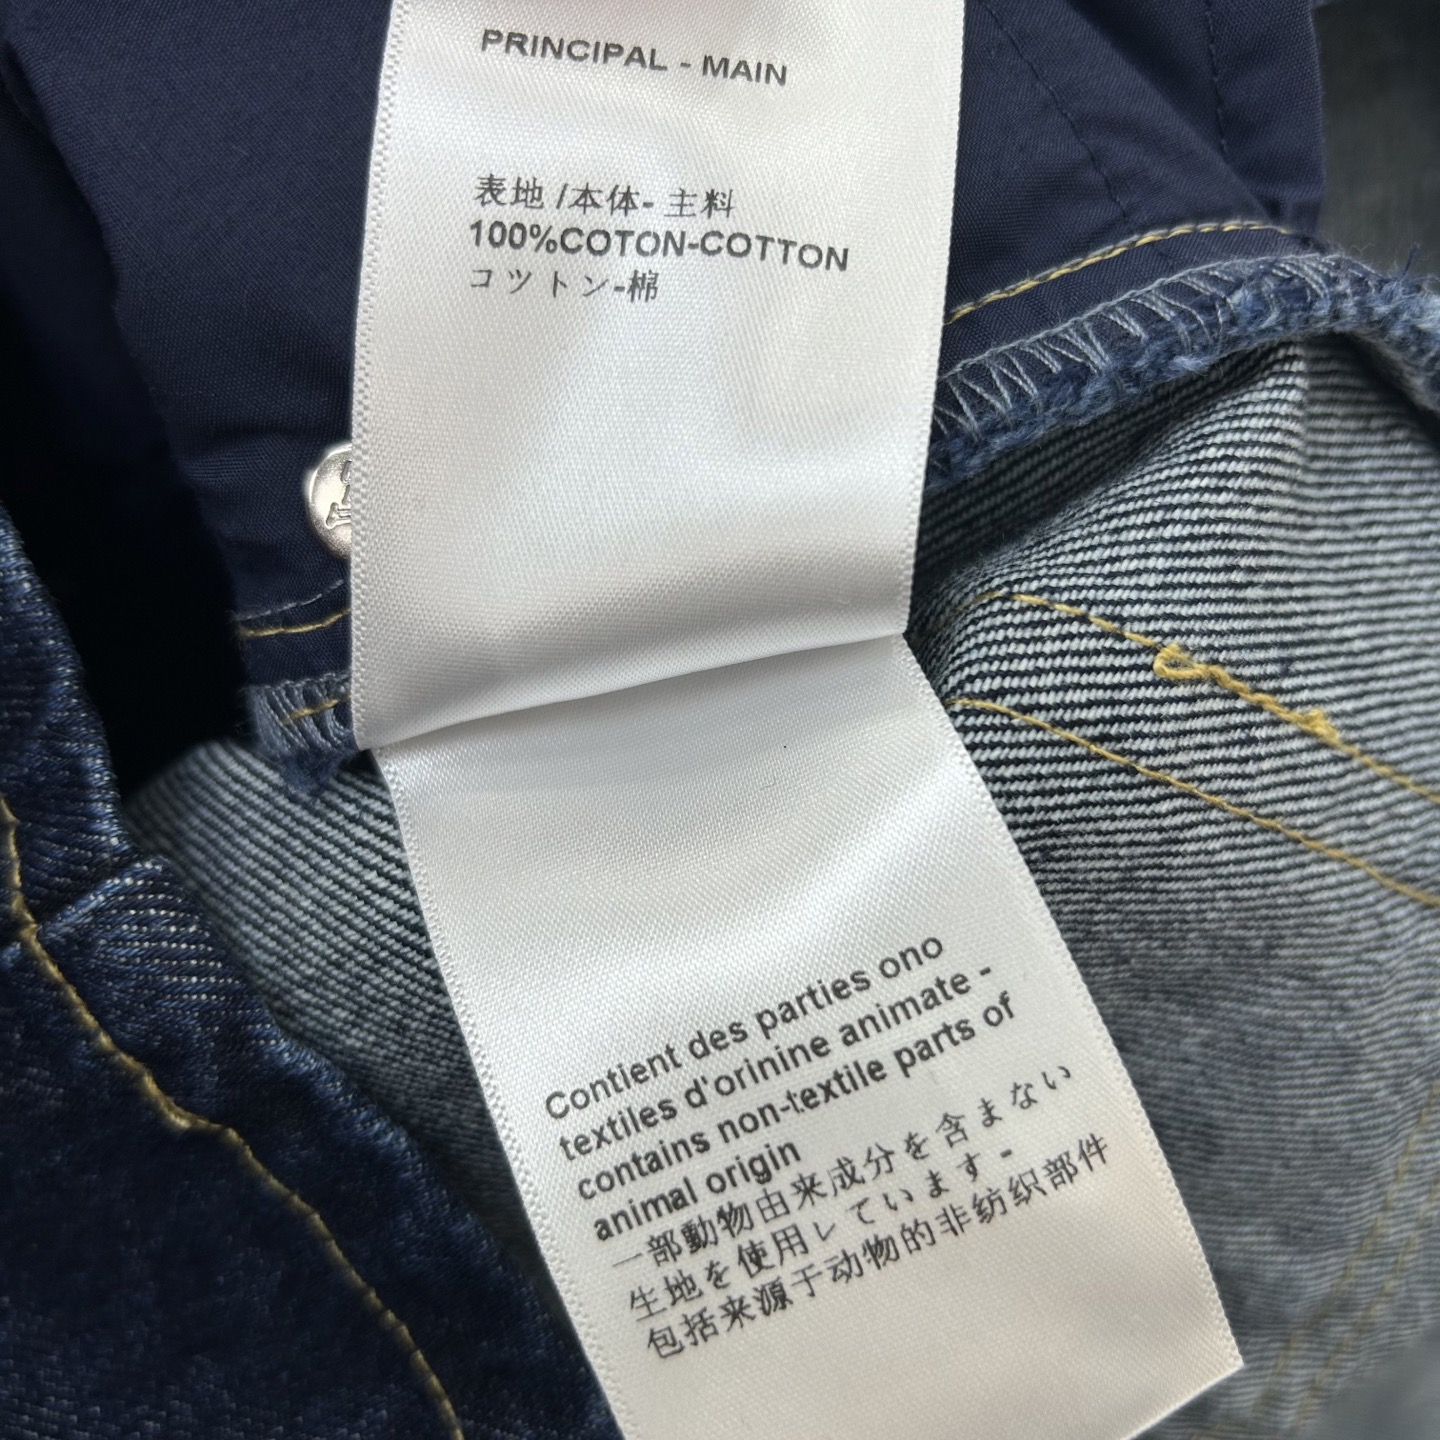 PRINCIPAL - MAIN
表地 /本体- 主料
100%COTON-COTTON
コツトン-棉
Contient des parties ono
textiles d'orinine animate -
contains non-textile parts of
animal origin
一部動物由来成分を含まない
生地を使用しています -
包括来源于动物的非纺织部件